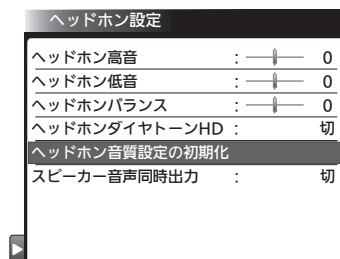 ヘッドホン設定
ヘッドホン高音 : 0
ヘッドホン低音 : 0
ヘッドホンバランス : 0
ヘッドホンダイヤトーンHD : 切
ヘッドホン音質設定の初期化
スピーカー音声同時出力 : 切